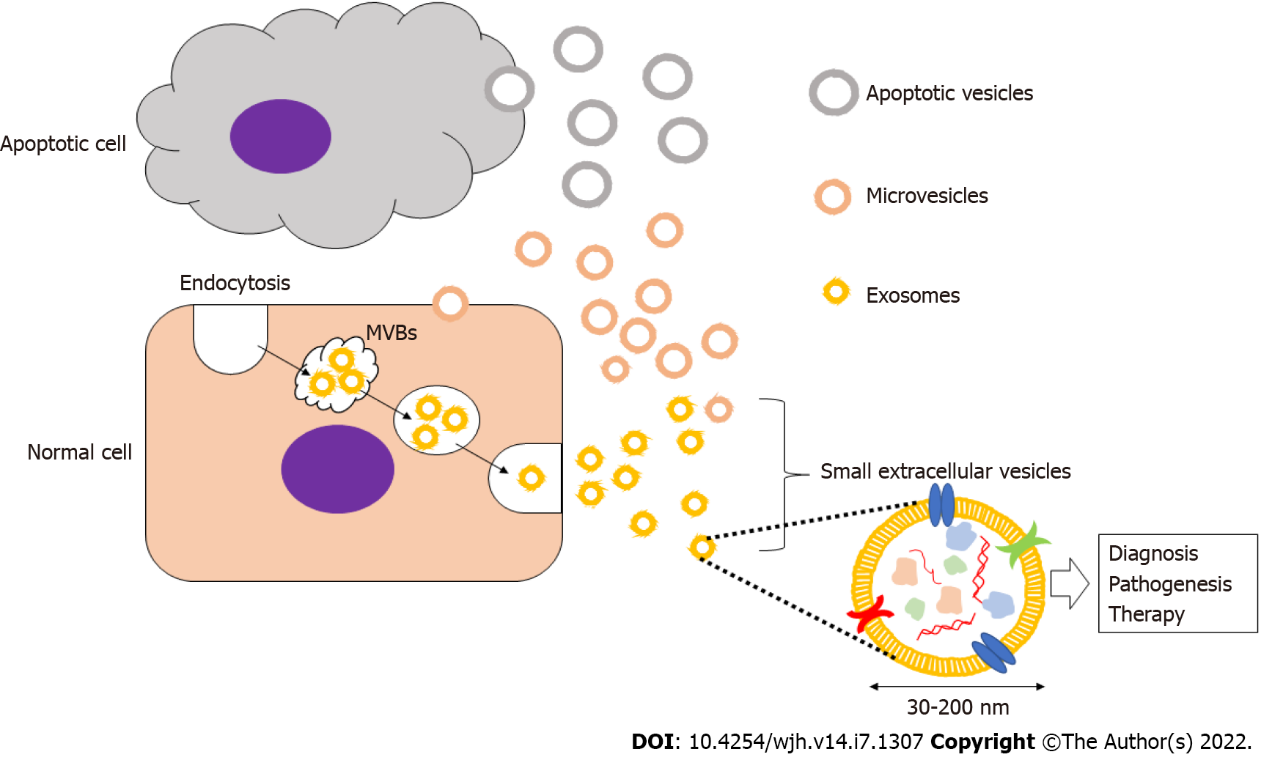 Apoptotic cell
Apoptotic vesicles
Microvesicles
Exosomes
Endocytosis
MVBs
Normal cell
Small extracellular vesicles
Diagnosis
Pathogenesis
Therapy
30-200 nm
DOI: 10.4254/wjh.v14.i7.1307 Copyright ©The Author(s) 2022.